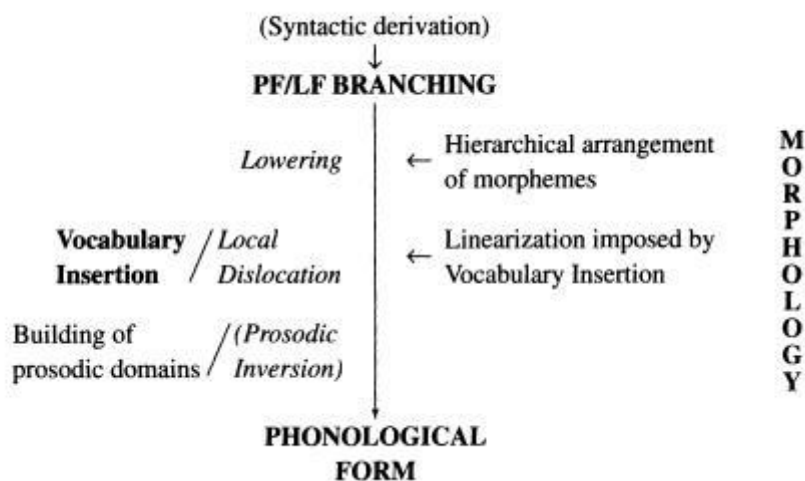 (Syntactic derivation)
↓
PF/LF BRANCHING
Lowering ← Hierarchical arrangement
of morphemes
Vocabulary / Local ← Linearization imposed by
Insertion Dislocation Vocabulary Insertion
Building of / (Prosodic
prosodic domains Inversion)
PHONOLOGICAL
FORM
MORPHOLOGY